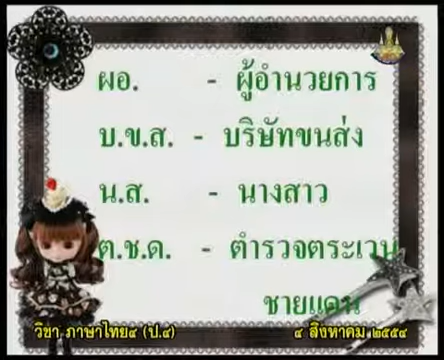 ผอ. - ผู้อำนวยการ
บ.ข.ส. - บริษัทขนส่ง
น.ส. - นางสาว
ต.ช.ด. - ตำรวจตระเวน
ชายแดน
วิชา ภาษาไทย๔ (ป.๔) ๔ สิงหาคม ๒๕๕๔